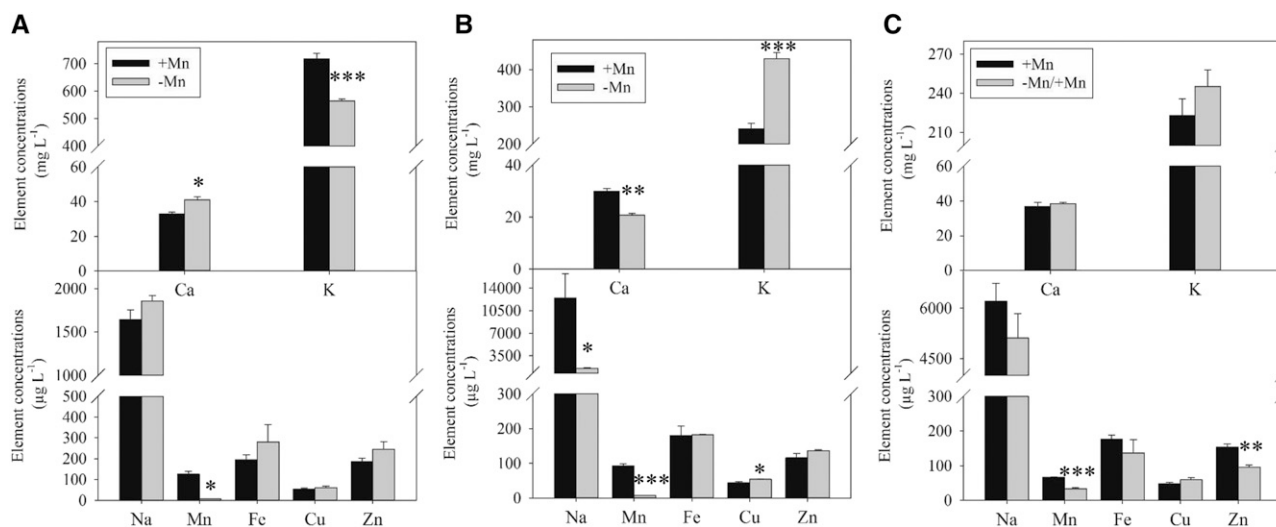 A
Element concentrations
(mg L-1)
700
600
500
400
60
40
20
0
+Mn
-Mn
*
***
Ca
K
Element concentrations
(µg L-1)
2000
1500
1000
500
400
300
200
100
0
*
Na Mn Fe Cu Zn
B
Element concentrations
(mg L-1)
400
300
200
40
20
0
+Mn
-Mn
**
***
Ca
K
Element concentrations
(µg L-1)
14000
10500
7000
3500
300
200
100
0
*
***
*
Na Mn Fe Cu Zn
C
Element concentrations
(mg L-1)
270
240
210
60
40
20
0
+Mn
-Mn/+Mn
Ca
K
Element concentrations
(µg L-1)
6000
4500
300
200
100
0
***
**
Na Mn Fe Cu Zn